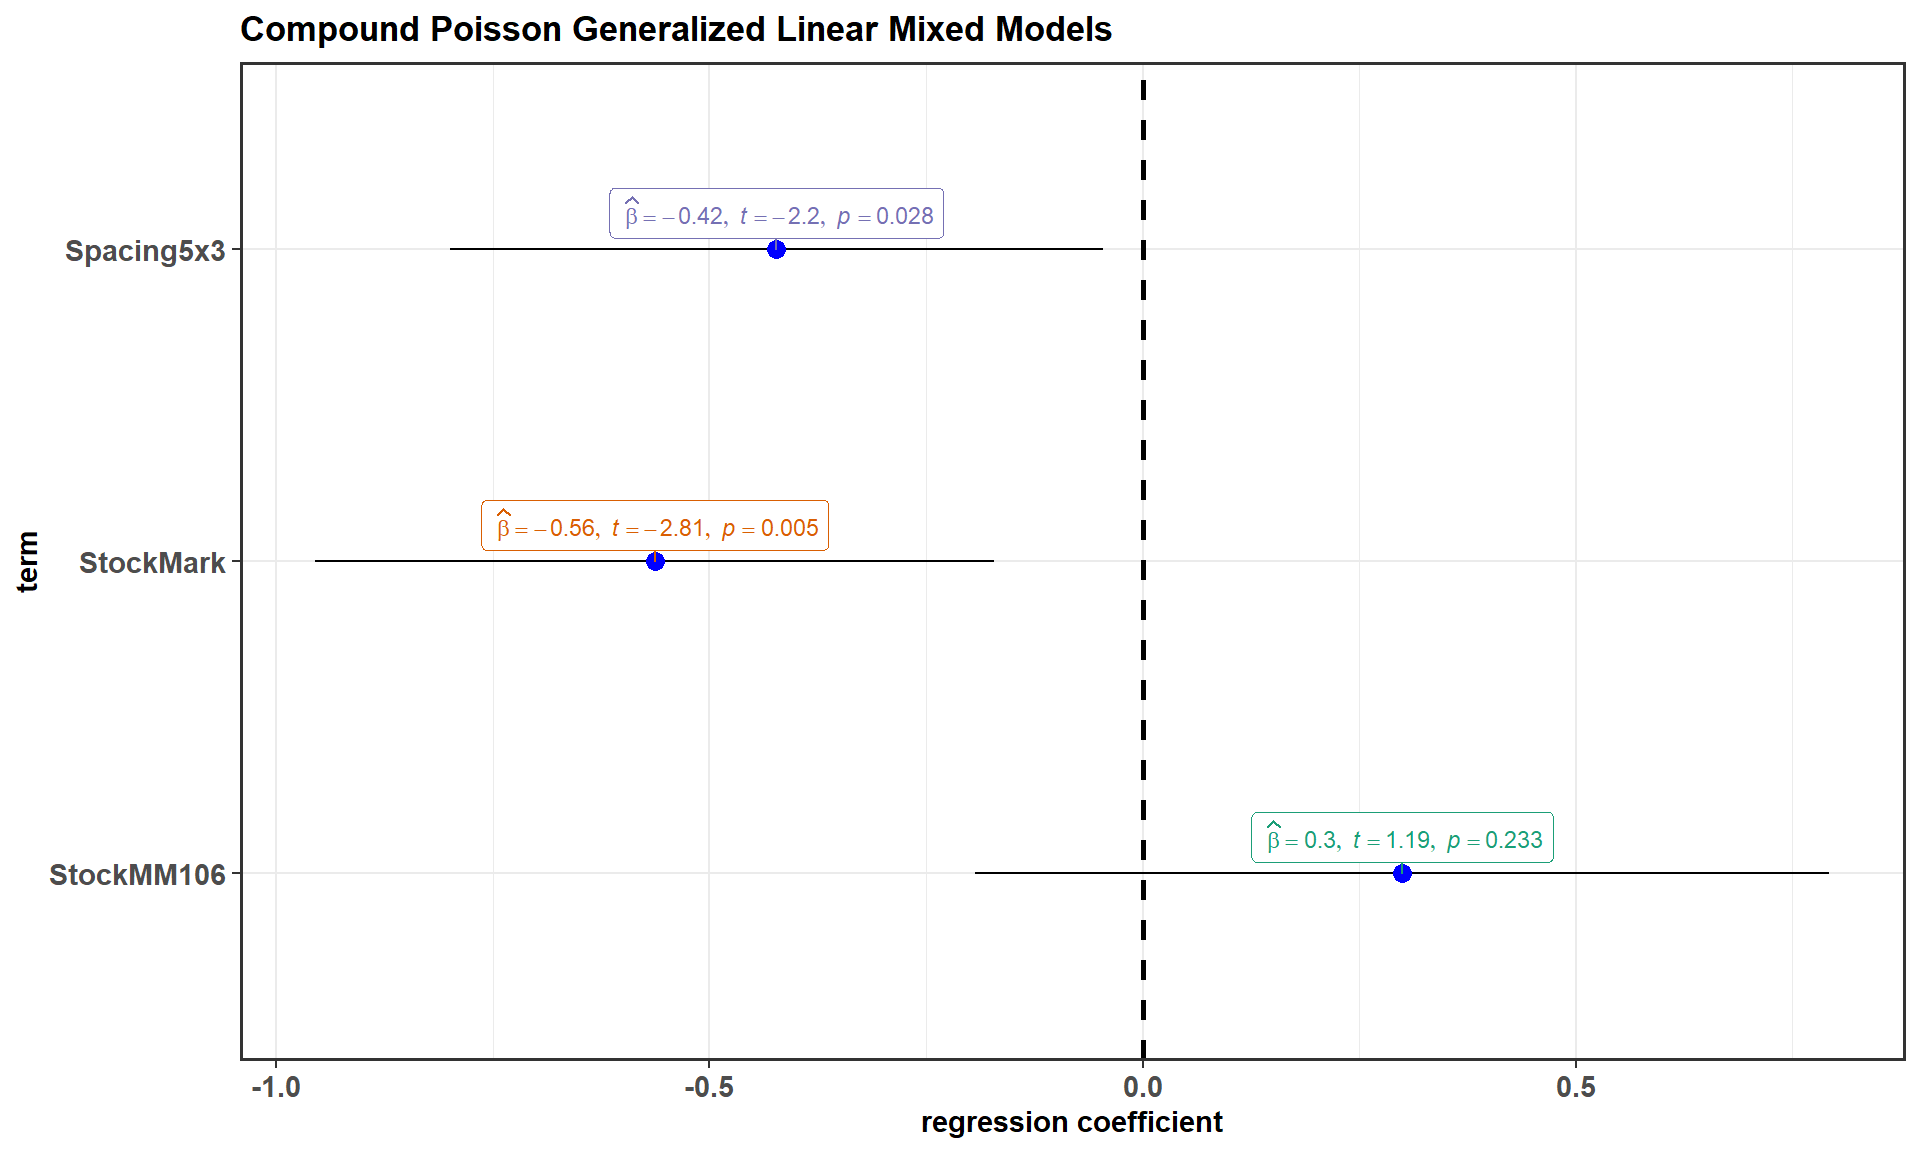 Compound Poisson Generalized Linear Mixed Models
β̂ = −0.42, t = −2.2, p = 0.028
Spacing5x3
β̂ = −0.56, t = −2.81, p = 0.005
StockMark
term
β̂ = 0.3, t = 1.19, p = 0.233
StockMM106
-1.0 -0.5 0.0 0.5
regression coefficient